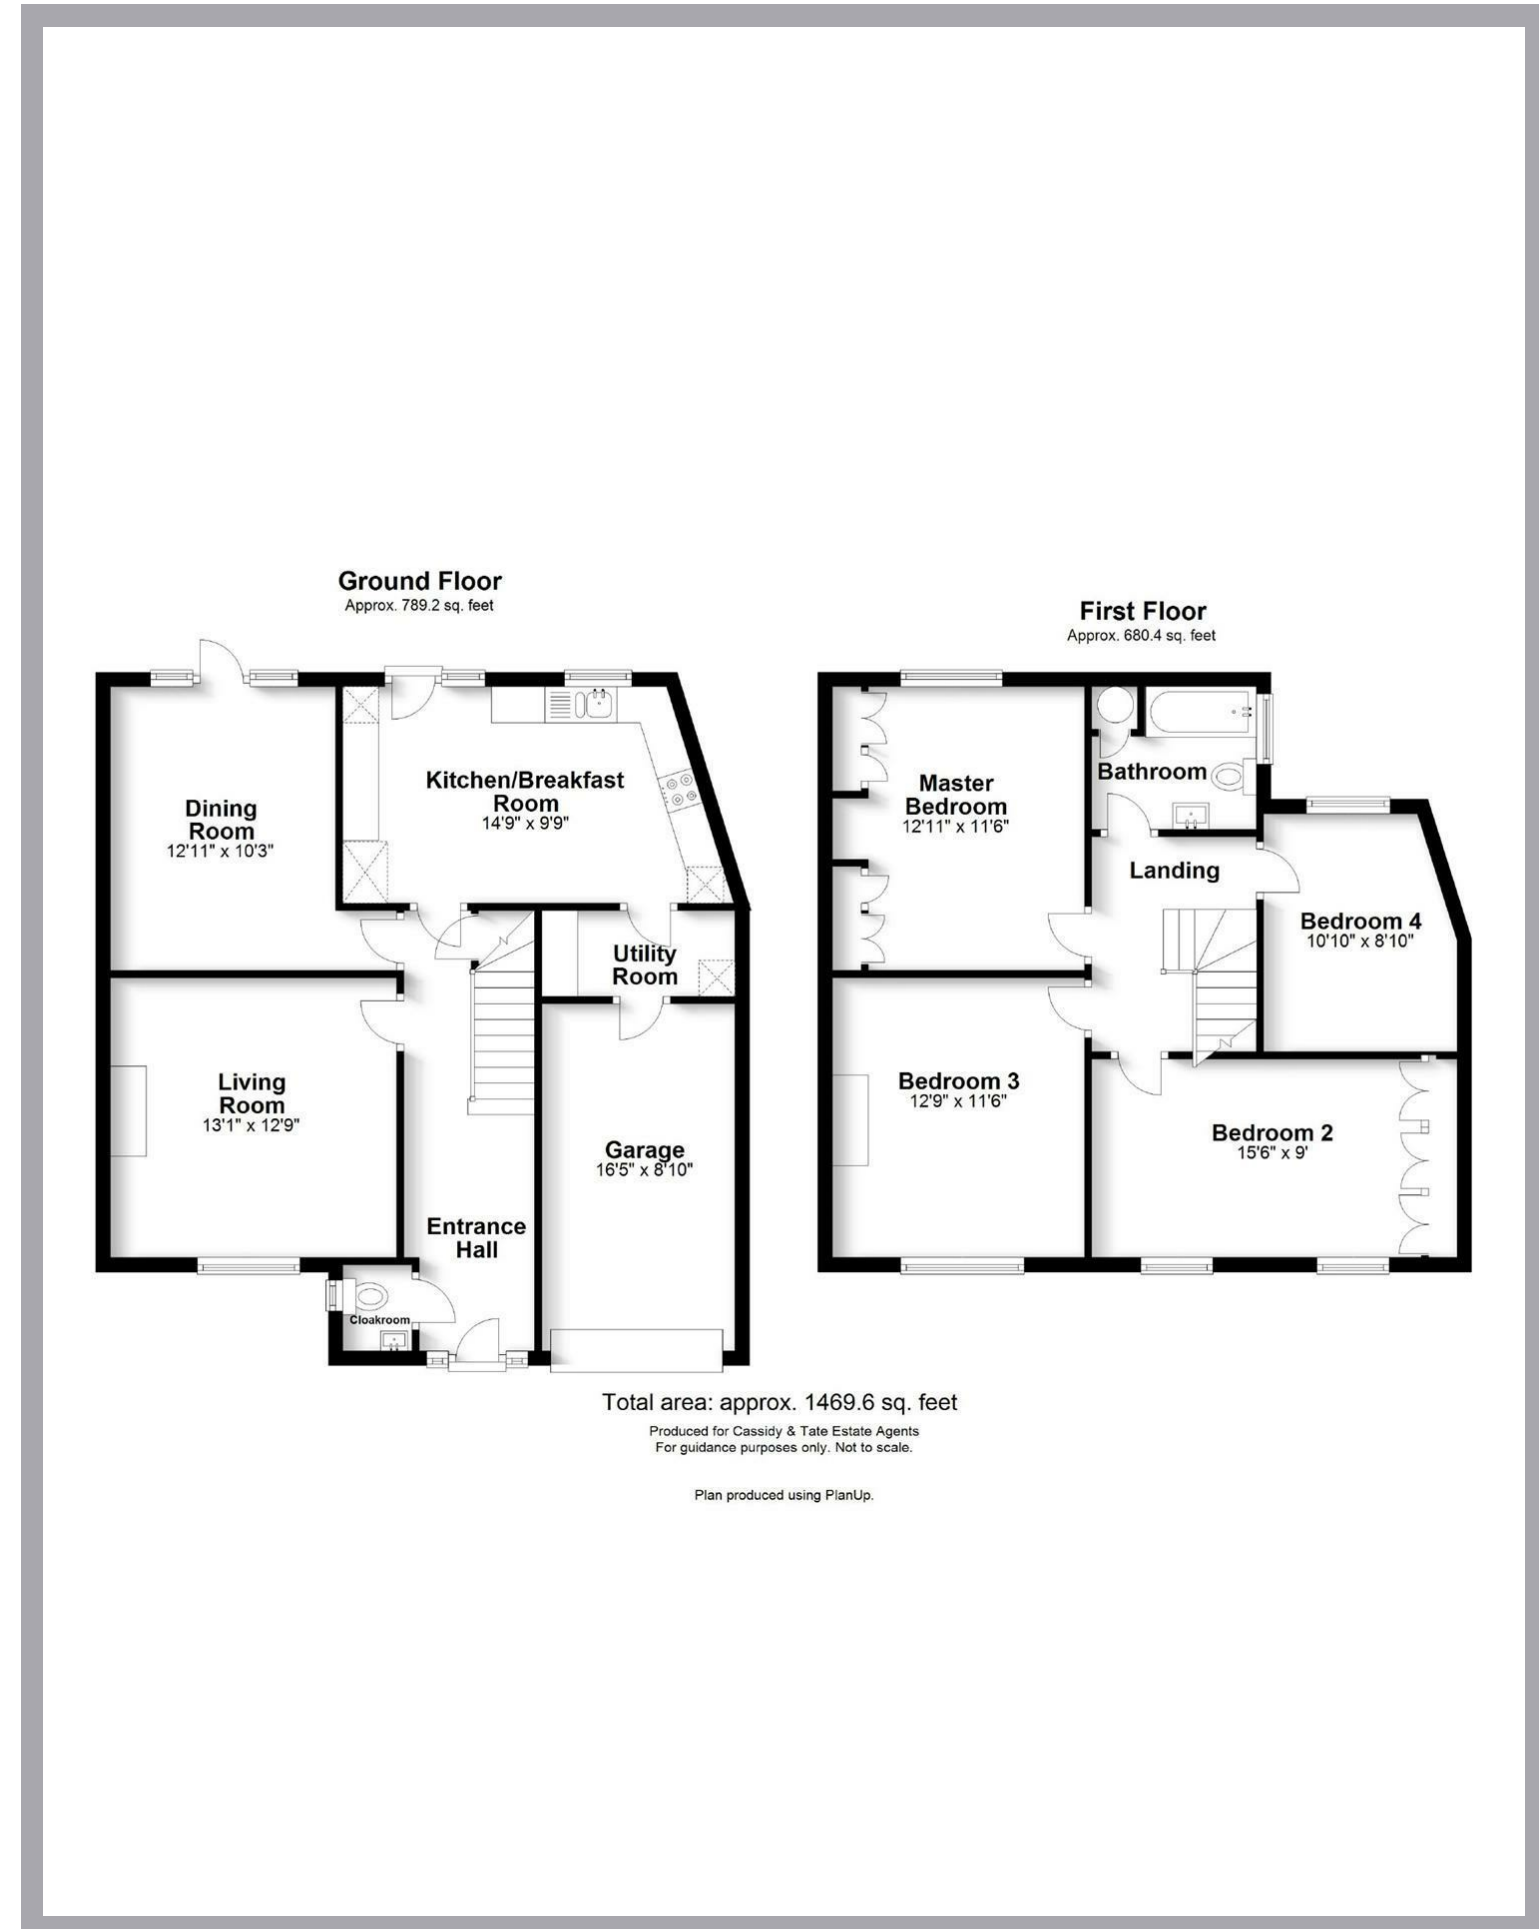 Ground Floor
Approx. 789.2 sq. feet
First Floor
Approx. 680.4 sq. feet
Dining
Room
12'11" x 10'3"
Kitchen/Breakfast
Room
14'9" x 9'9"
Utility
Room
Living
Room
13'1" x 12'9"
Garage
16'5" x 8'10"
Entrance
Hall
Cloakroom
Master
Bedroom
12'11" x 11'6"
Bathroom
Landing
Bedroom 4
10'10" x 8'10"
Bedroom 3
12'9" x 11'6"
Bedroom 2
15'6" x 9'
Total area: approx. 1469.6 sq. feet
Produced for Cassidy & Tate Estate Agents
For guidance purposes only. Not to scale.
Plan produced using PlanUp.